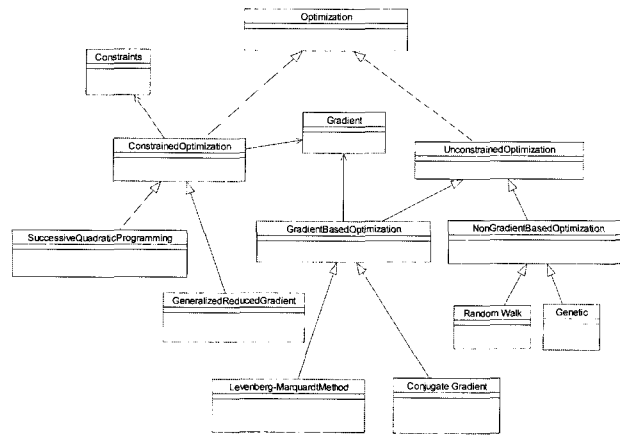 Optimization
Constraints
Gradient
ConstrainedOptimization
UnconstrainedOptimization
SuccessiveQuadraticProgramming
GradientBasedOptimization
NonGradientBasedOptimization
GeneralizedReducedGradient
Random Walk
Genetic
Levenberg-MarquardtMethod
Conjugate Gradient